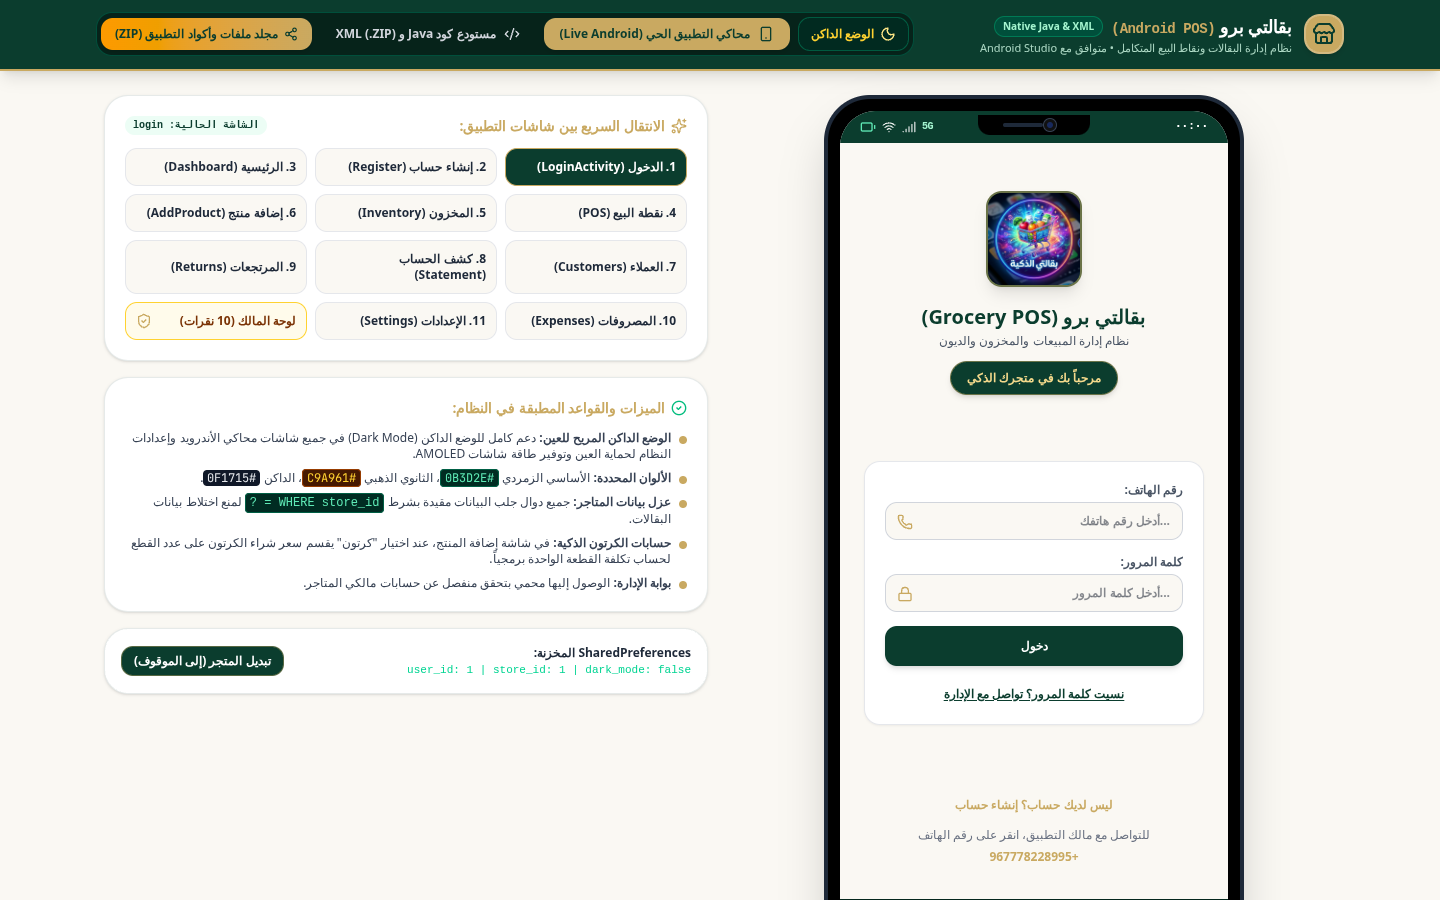 بقالتي برو (Android POS) Native Java & XML
نظام إدارة البقالات ونقاط البيع المتكامل • متوافق مع Android Studio
الوضع الداكن
محاكي التطبيق الحي (Live Android)
مستودع كود Java و XML (.ZIP)
مجلد ملفات وأكواد التطبيق (ZIP)
--:--
5G
بقالتي الذكية
بقالتي برو (Grocery POS)
نظام إدارة المبيعات والمخزون والديون
مرحباً بك في متجرك الذكي
رقم الهاتف:
أدخل رقم هاتفك...
كلمة المرور:
أدخل كلمة المرور...
دخول
نسيت كلمة المرور؟ تواصل مع الإدارة
ليس لديك حساب؟ إنشاء حساب
للتواصل مع مالك التطبيق، انقر على رقم الهاتف
967778228995+
الانتقال السريع بين شاشات التطبيق:
الشاشة الحالية: login
1. الدخول (LoginActivity)
2. إنشاء حساب (Register)
3. الرئيسية (Dashboard)
4. نقطة البيع (POS)
5. المخزون (Inventory)
6. إضافة منتج (AddProduct)
7. العملاء (Customers)
8. كشف الحساب
(Statement)
9. المرتجعات (Returns)
10. المصروفات (Expenses)
11. الإعدادات (Settings)
لوحة المالك (10 نقرات)
الميزات والقواعد المطبقة في النظام:
الوضع الداكن المريح للعين: دعم كامل للوضع الداكن (Dark Mode) في جميع شاشات محاكي الأندرويد وإعدادات
النظام لحماية العين وتوفير طاقة شاشات AMOLED.
الألوان المحددة: الأساسي الزمردي #0B3D2E، الثانوي الذهبي #C9A961، الداكن #0F1715.
عزل بيانات المتاجر: جميع دوال جلب البيانات مقيدة بشرط WHERE store_id = ? لمنع اختلاط بيانات
البقالات.
حسابات الكرتون الذكية: في شاشة إضافة المنتج، عند اختيار "كرتون" يقسم سعر شراء الكرتون على عدد القطع
لحساب تكلفة القطعة الواحدة برمجياً.
بوابة الإدارة: الوصول إليها محمي بتحقق منفصل عن حسابات مالكي المتاجر.
SharedPreferences المخزنة:
user_id: 1 | store_id: 1 | dark_mode: false
تبديل المتجر (إلى الموقوف)